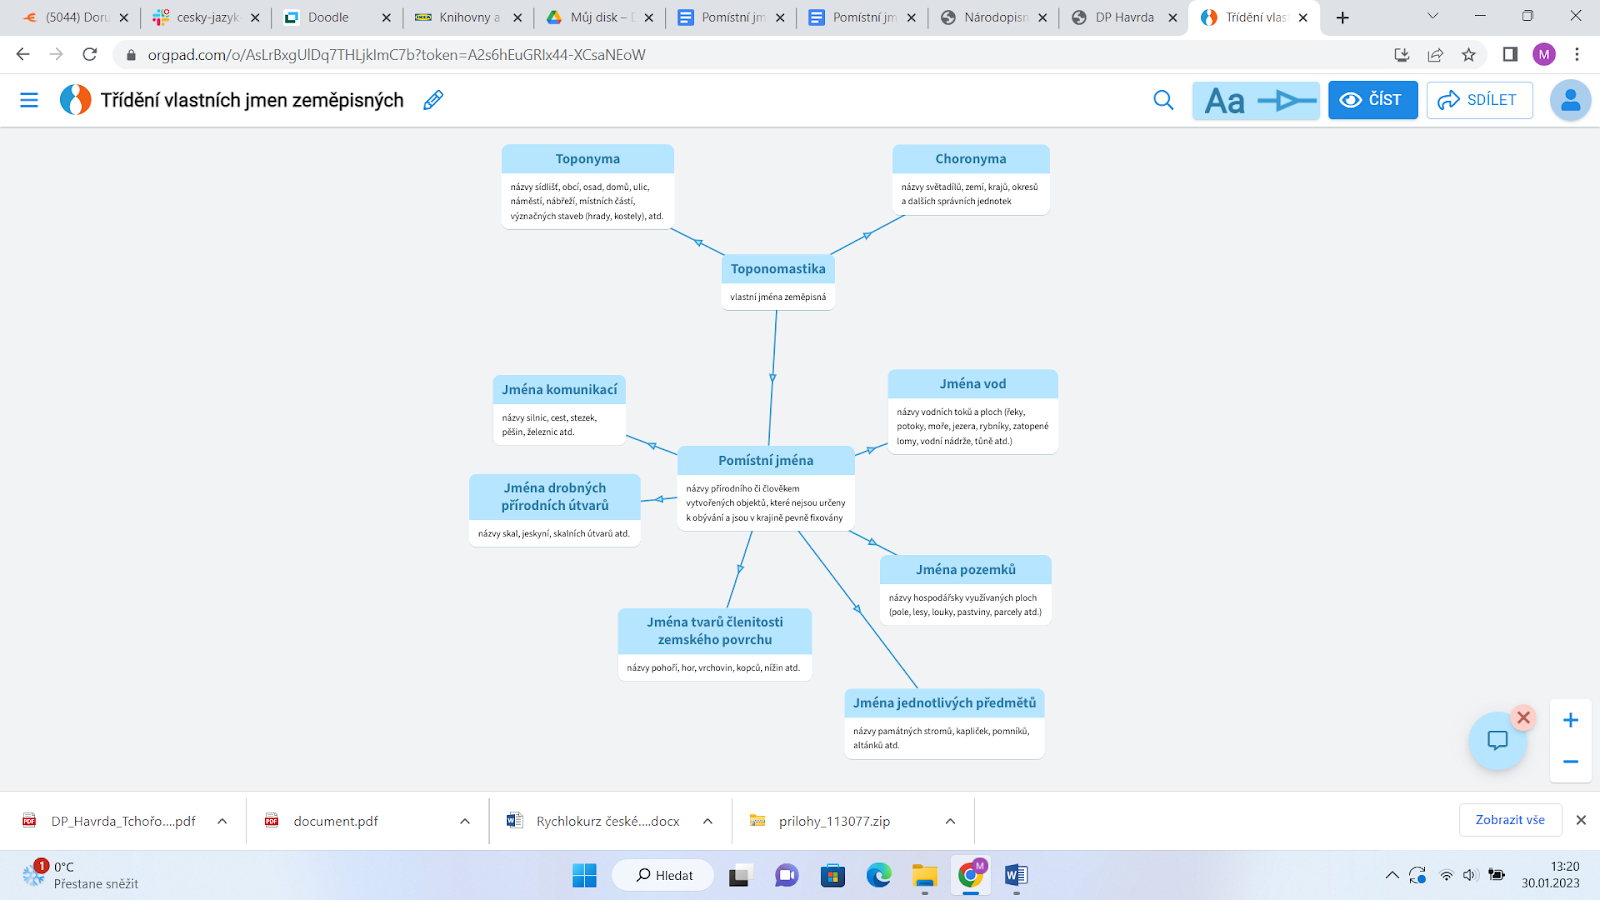 (5044) Doru
cesky-jazyk
Doodle
Knihovny a
Můj disk – D
Pomístní jm
Pomístní jm
Národopisn
DP Havrda
Třídění vlas
orgpad.com/o/AsLrBxgUlDq7THLjkImC7b?token=A2s6hEuGRIx44-XCsaNEoW
M
Třídění vlastních jmen zeměpisných
Aa
ČÍST
SDÍLET
Toponyma
názvy sídlišť, obcí, osad, domů, ulic,
náměstí, nábřeží, místních částí,
význačných staveb (hrady, kostely), atd.
Choronyma
názvy světadílů, zemí, krajů, okresů
a dalších správních jednotek
Toponomastika
vlastní jména zeměpisná
Jména komunikací
názvy silnic, cest, stezek,
pěšin, železnic atd.
Jména vod
názvy vodních toků a ploch (řeky,
potoky, moře, jezera, rybníky, zatopené
lomy, vodní nádrže, tůně atd.)
Pomístní jména
názvy přírodního či člověkem
vytvořených objektů, které nejsou určeny
k obývání a jsou v krajině pevně fixovány
Jména drobných
přírodních útvarů
názvy skal, jeskyní, skalních útvarů atd.
Jména pozemků
názvy hospodářsky využívaných ploch
(pole, lesy, louky, pastviny, parcely atd.)
Jména tvarů členitosti
zemského povrchu
názvy pohoří, hor, vrchovin, kopců, nížin atd.
Jména jednotlivých předmětů
názvy památných stromů, kapliček, pomníků,
altánků atd.
DP_Havrda_Tchořo....pdf
document.pdf
Rychlokurz české....docx
prilohy_113077.zip
Zobrazit vše
1
0°C
Přestane sněžit
Hledat
M
13:20
30.01.2023